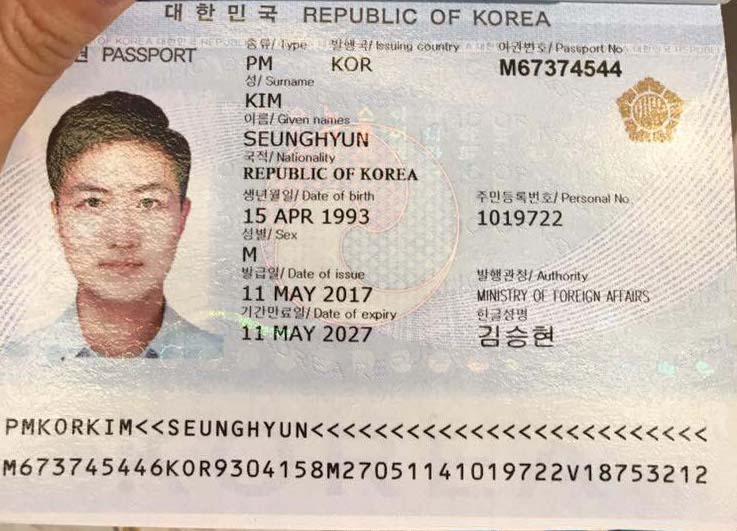 대한민국 REPUBLIC OF KOREA
권 PASSPORT
종류/ Type 발행국/ Issuing country 여권번호/ Passport No
PM KOR M67374544
성/ Surname
KIM
이름/ Given names
SEUNGHYUN
국적/ Nationality
REPUBLIC OF KOREA
생년월일/ Date of birth 주민등록번호/ Personal No.
15 APR 1993 1019722
성별/ Sex
M
발급일/ Date of issue 발행관청/ Authority
11 MAY 2017 MINISTRY OF FOREIGN AFFAIRS
기간만료일/ Date of expiry 한글성명
11 MAY 2027 김승현
PMKORKIM<<SEUNGHYUN<<<<<<<<<<<<<<<<<<<<<<<<<
M673745446KOR9304158M27051141019722V18753212